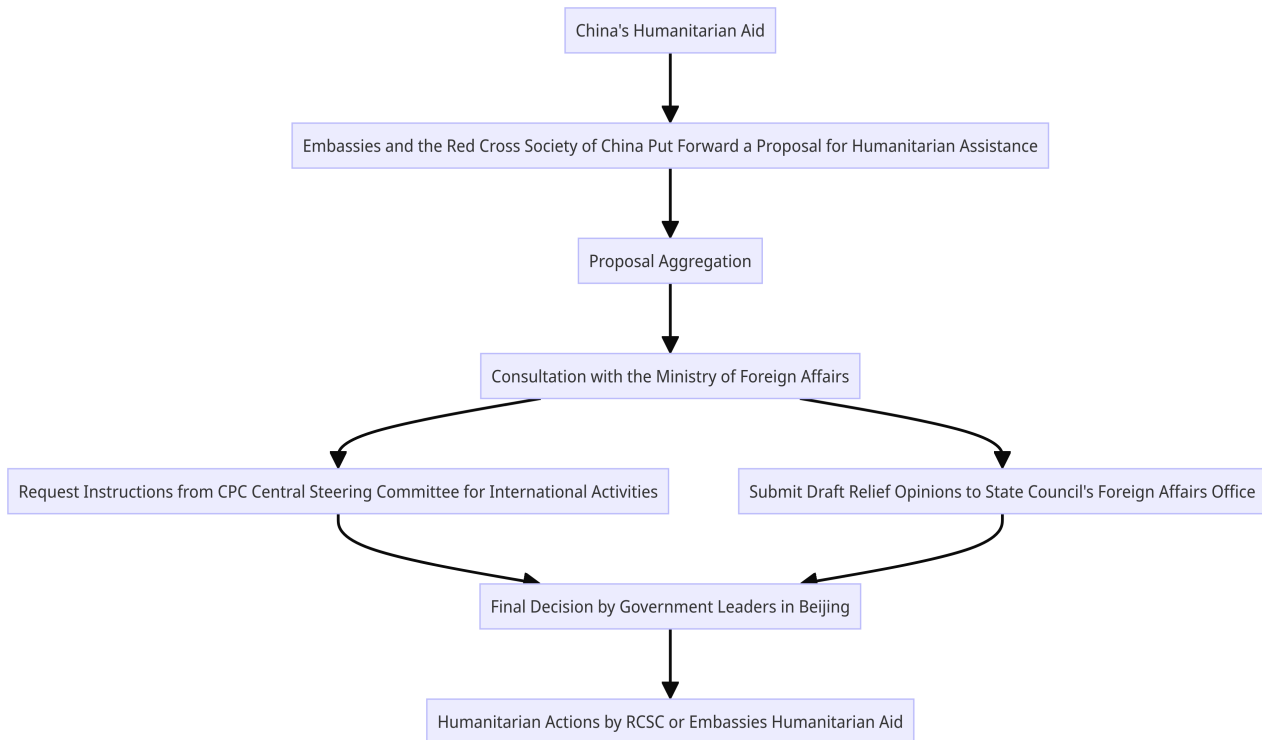 China's Humanitarian Aid
Embassies and the Red Cross Society of China Put Forward a Proposal for Humanitarian Assistance
Proposal Aggregation
Consultation with the Ministry of Foreign Affairs
Request Instructions from CPC Central Steering Committee for International Activities
Submit Draft Relief Opinions to State Council's Foreign Affairs Office
Final Decision by Government Leaders in Beijing
Humanitarian Actions by RCSC or Embassies Humanitarian Aid